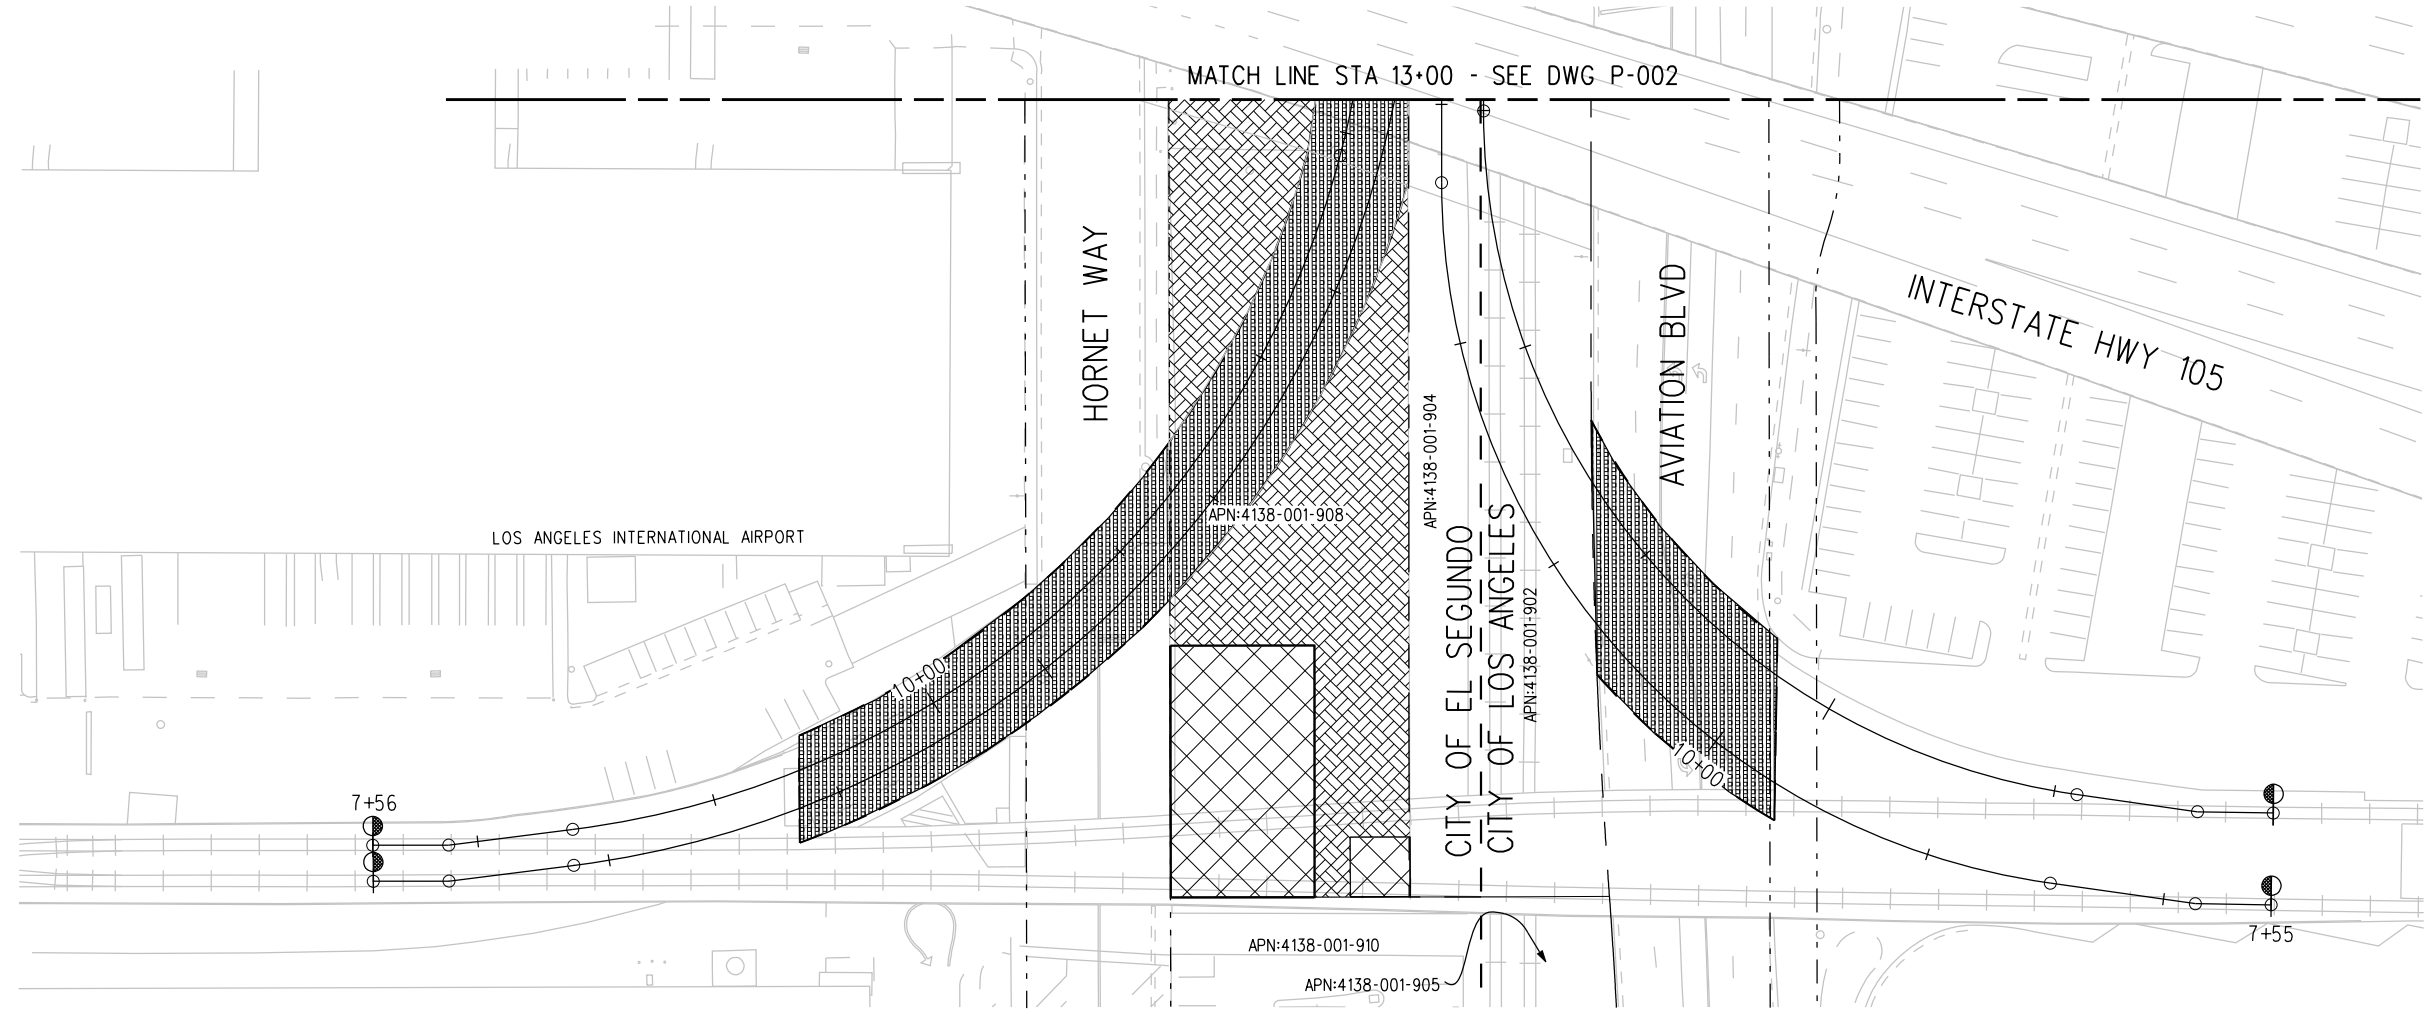 MATCH LINE STA 13+00 - SEE DWG P-002
HORNET WAY
AVIATION BLVD
INTERSTATE HWY 105
APN:4138-001-904
APN:4138-001-908
LOS ANGELES INTERNATIONAL AIRPORT
CITY OF EL SEGUNDO
CITY OF LOS ANGELES
APN:4138-001-902
10+00
10+00
7+56
7+55
APN:4138-001-910
APN:4138-001-905